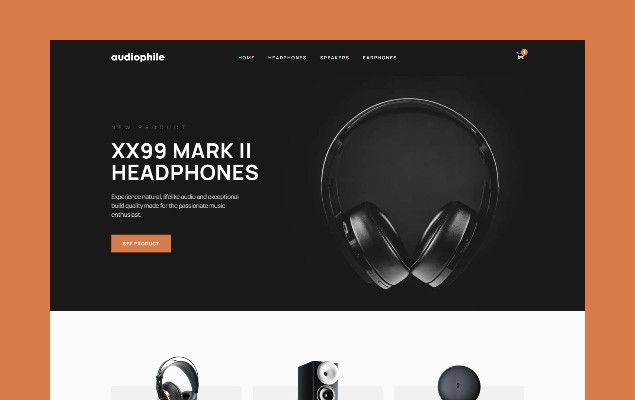 audiophile
HOME HEADPHONES SPEAKERS EARPHONES
1
NEW PRODUCT
XX99 MARK II
HEADPHONES
Experience natural, lifelike audio and exceptional
build quality made for the passionate music
enthusiast.
SEE PRODUCT